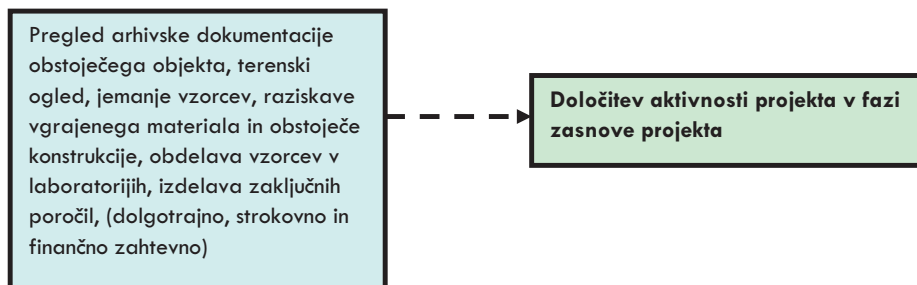 Pregled arhivske dokumentacije
obstoječega objekta, terenski
ogled, jemanje vzorcev, raziskave
vgrajenega materiala in obstoječe
konstrukcije, obdelava vzorcev v
laboratorijih, izdelava zaključnih
poročil, (dolgotrajno, strokovno in
finančno zahtevno)
Določitev aktivnosti projekta v fazi
zasnove projekta